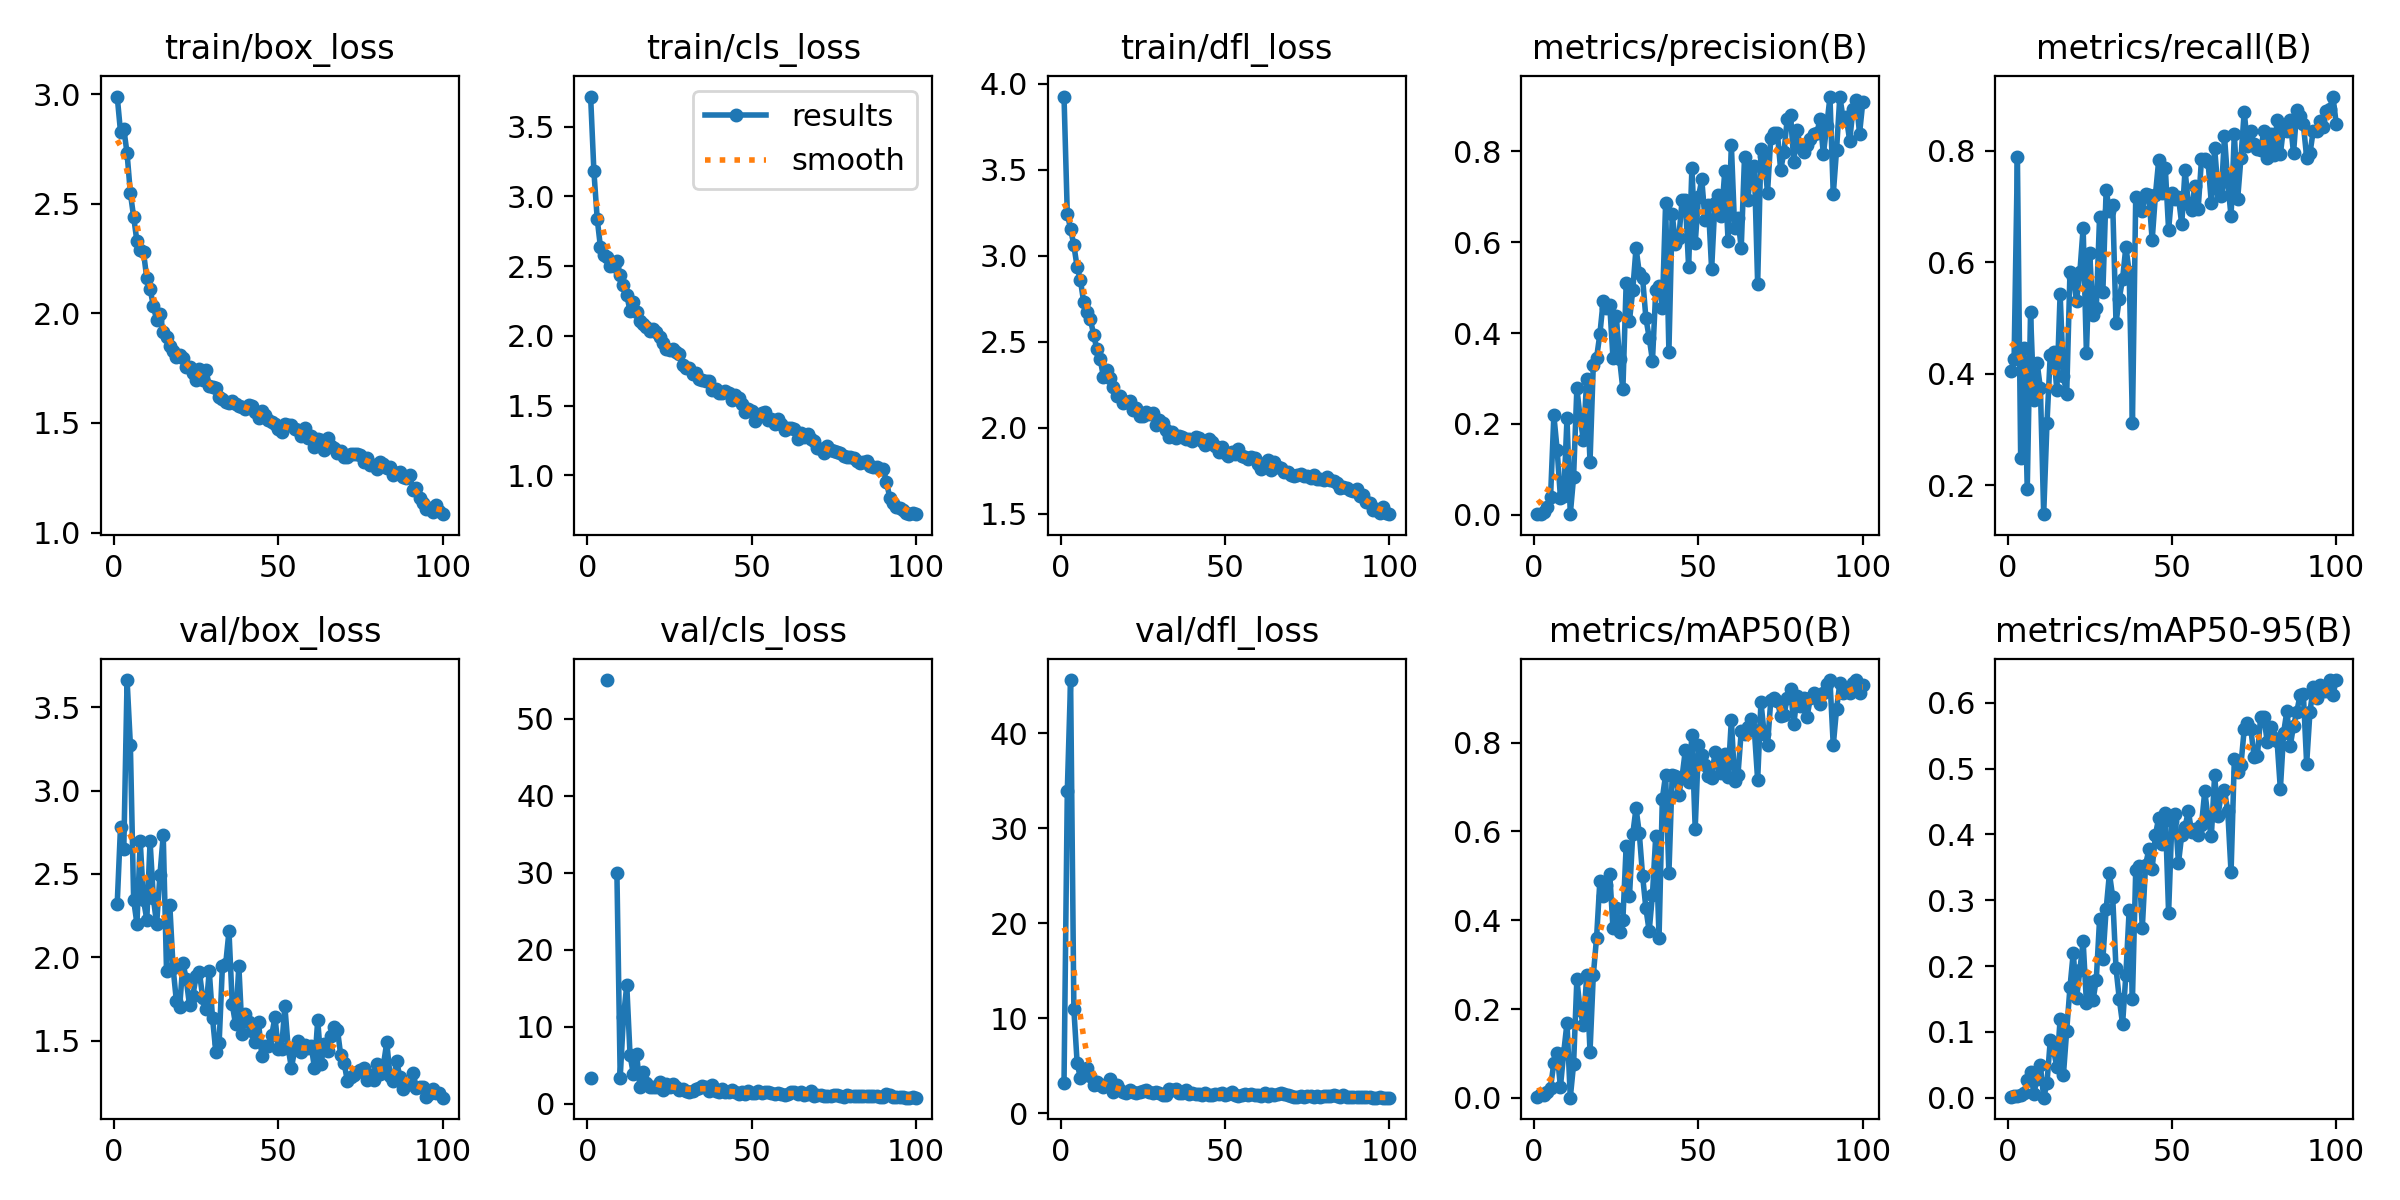 train/box_loss
3.0
2.5
2.0
1.5
1.0
0 50 100
train/cls_loss
results
smooth
3.5
3.0
2.5
2.0
1.5
1.0
0 50 100
train/dfl_loss
4.0
3.5
3.0
2.5
2.0
1.5
0 50 100
metrics/precision(B)
0.8
0.6
0.4
0.2
0.0
0 50 100
metrics/recall(B)
0.8
0.6
0.4
0.2
0 50 100
val/box_loss
3.5
3.0
2.5
2.0
1.5
0 50 100
val/cls_loss
50
40
30
20
10
0
0 50 100
val/dfl_loss
40
30
20
10
0
0 50 100
metrics/mAP50(B)
0.8
0.6
0.4
0.2
0.0
0 50 100
metrics/mAP50-95(B)
0.6
0.5
0.4
0.3
0.2
0.1
0.0
0 50 100